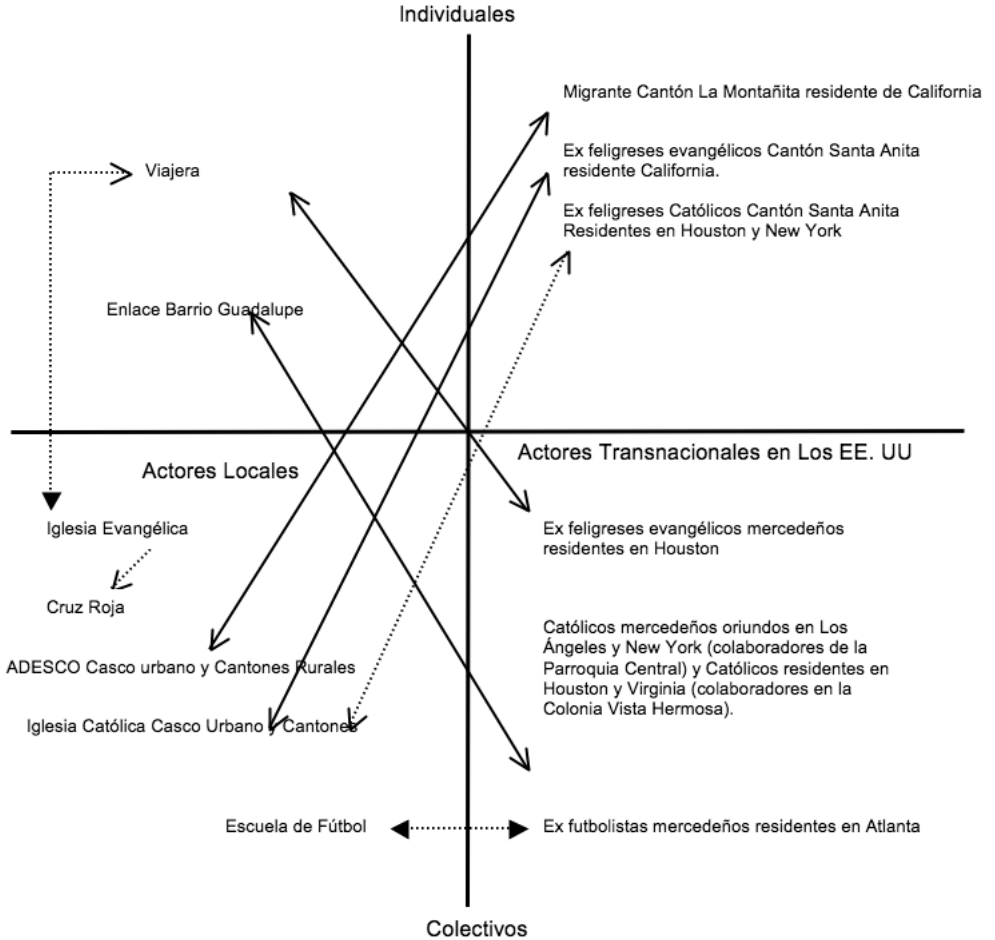 Individuales
Migrante Cantón La Montañita residente de California
Ex feligreses evangélicos Cantón Santa Anita
residente California.
Viajera
Ex feligreses Católicos Cantón Santa Anita
Residentes en Houston y New York
Enlace Barrio Guadalupe
Actores Locales
Actores Transnacionales en Los EE. UU
Iglesia Evangélica
Ex feligreses evangélicos mercedeños
residentes en Houston
Cruz Roja
Católicos mercedeños oriundos en Los
Ángeles y New York (colaboradores de la
Parroquia Central) y Católicos residentes en
Houston y Virginia (colaboradores en la
Colonia Vista Hermosa).
ADESCO Casco urbano y Cantones Rurales
Iglesia Católica Casco Urbano y Cantones
Escuela de Fútbol
Ex futbolistas mercedeños residentes en Atlanta
Colectivos